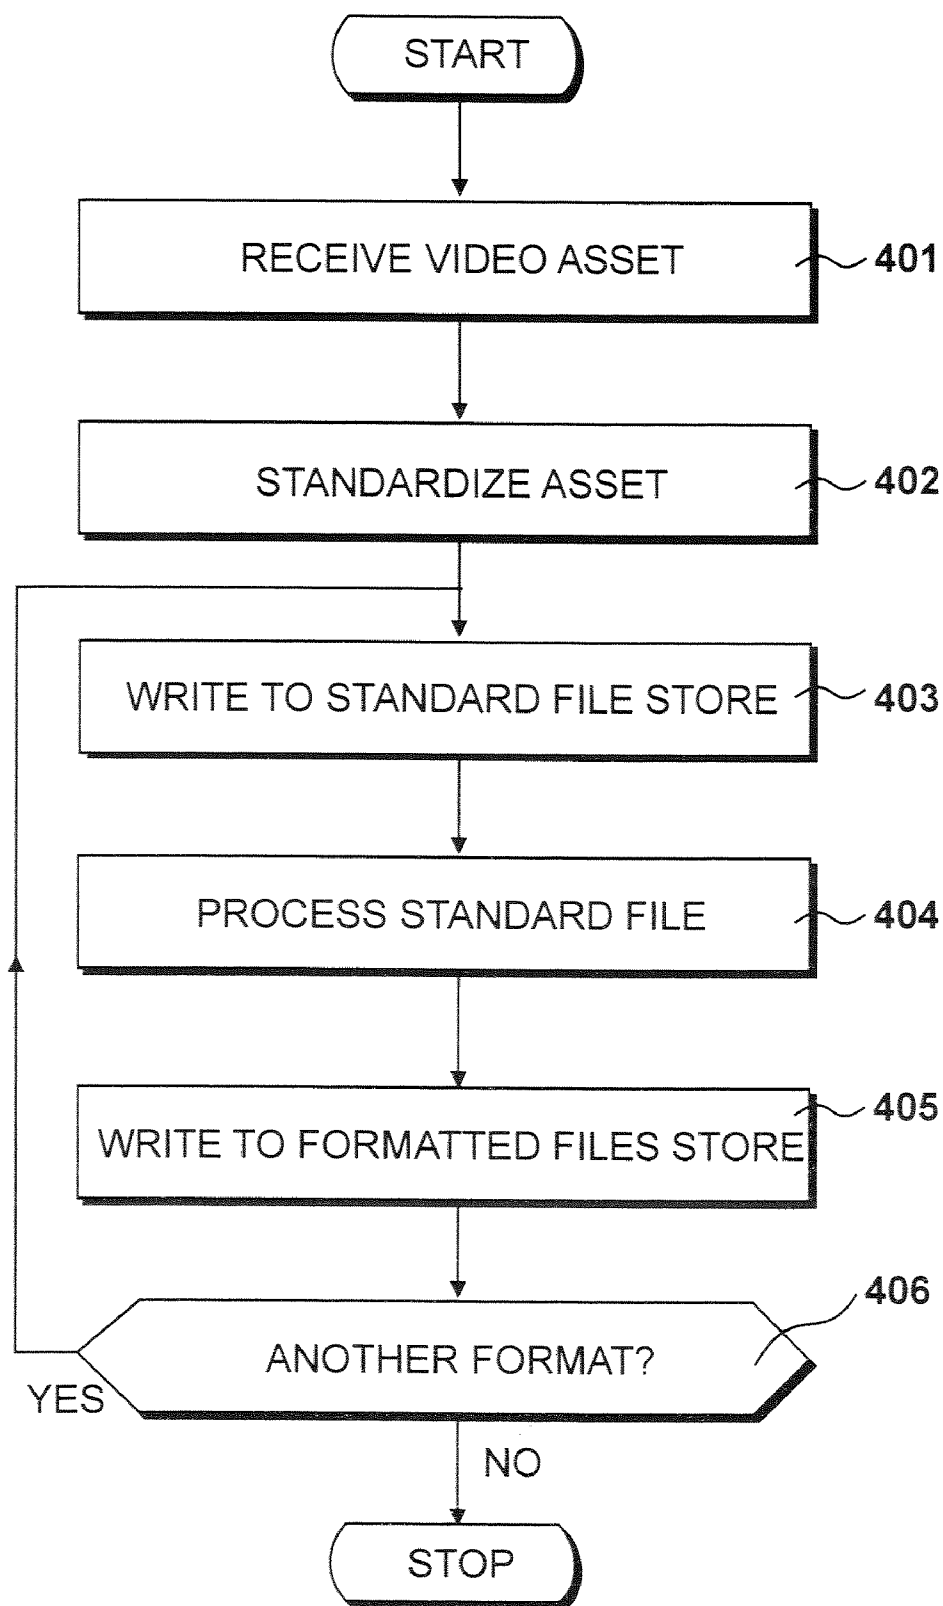 START
RECEIVE VIDEO ASSET
401
STANDARDIZE ASSET
402
WRITE TO STANDARD FILE STORE
403
PROCESS STANDARD FILE
404
WRITE TO FORMATTED FILES STORE
405
ANOTHER FORMAT?
406
YES
NO
STOP